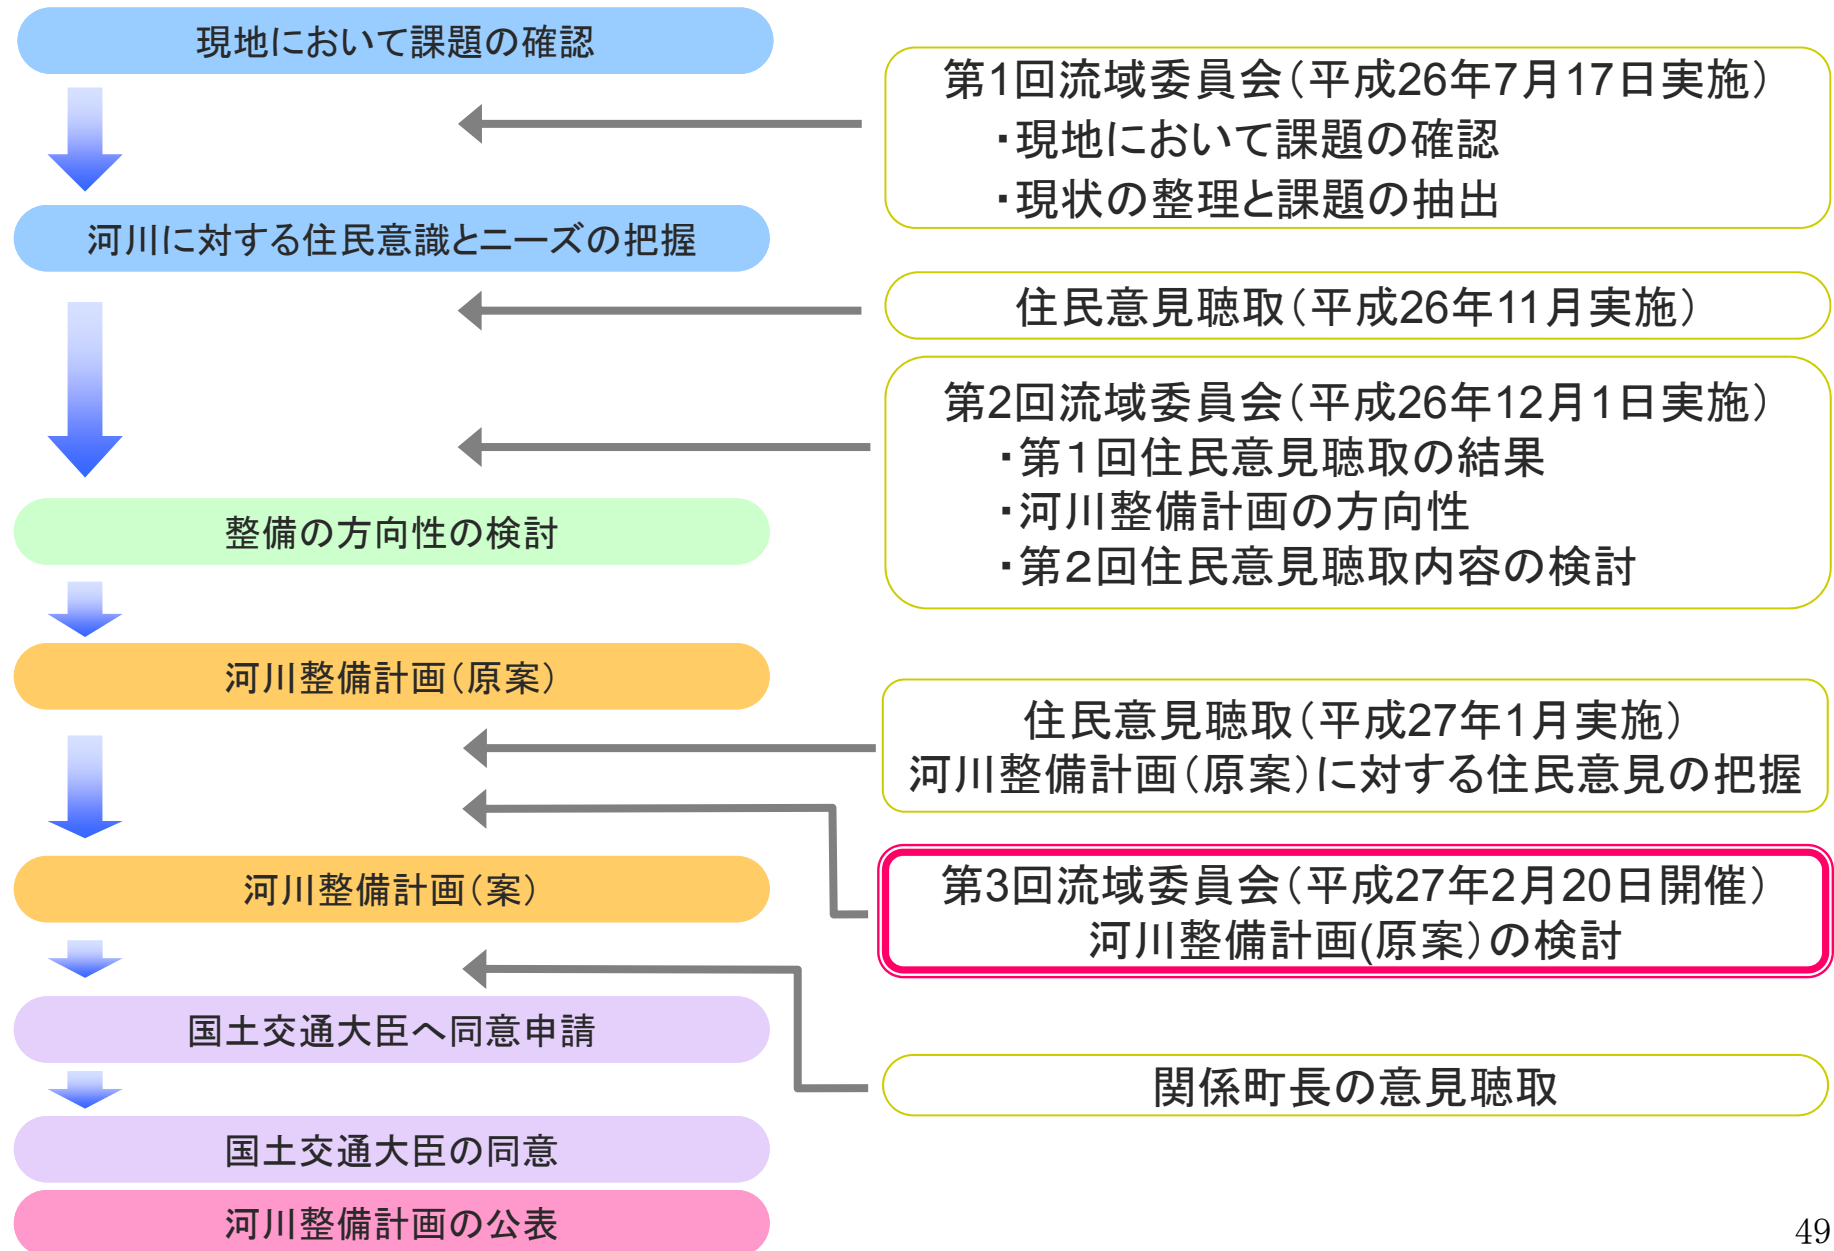 現地において課題の確認
河川に対する住民意識とニーズの把握
整備の方向性の検討
河川整備計画（原案）
河川整備計画（案）
国土交通大臣へ同意申請
国土交通大臣の同意
河川整備計画の公表
第1回流域委員会（平成26年7月17日実施）
・現地において課題の確認
・現状の整理と課題の抽出
住民意見聴取（平成26年11月実施）
第2回流域委員会（平成26年12月1日実施）
・第１回住民意見聴取の結果
・河川整備計画の方向性
・第２回住民意見聴取内容の検討
住民意見聴取（平成27年1月実施）
河川整備計画（原案）に対する住民意見の把握
第3回流域委員会（平成27年2月20日開催）
河川整備計画(原案）の検討
関係町長の意見聴取
49